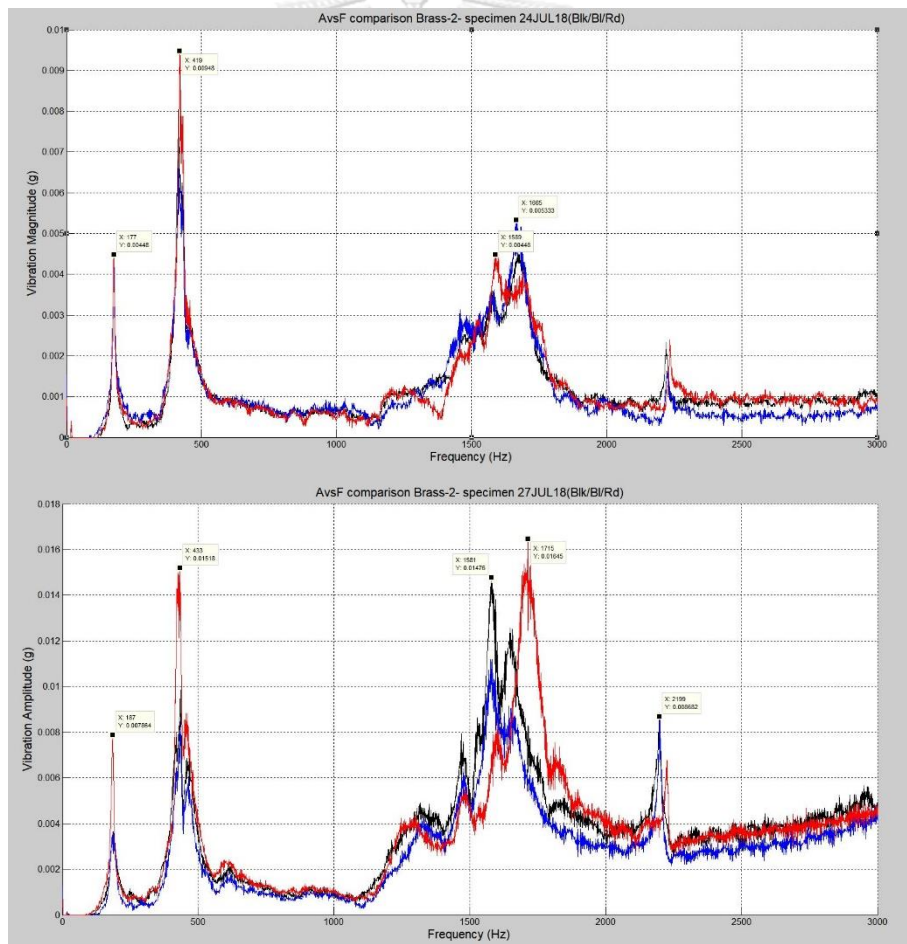 AvsF comparison Brass-2- specimen 24JUL18(Blk/Bl/Rd)
Vibration Magnitude (g)
0.01
0.009
0.008
0.007
0.006
0.005
0.004
0.003
0.002
0.001
0
X: 177
Y: 0.00448
X: 419
Y: 0.00948
X: 1589
Y: 0.00448
X: 1665
Y: 0.005333
0
500
1000
1500
2000
2500
3000
Frequency (Hz)
AvsF comparison Brass-2- specimen 27JUL18(Blk/Bl/Rd)
Vibration Amplitude (g)
0.018
0.016
0.014
0.012
0.01
0.008
0.006
0.004
0.002
0
X: 187
Y: 0.007884
X: 433
Y: 0.01518
X: 1581
Y: 0.01476
X: 1715
Y: 0.01645
X: 2199
Y: 0.008682
0
500
1000
1500
2000
2500
3000
Frequency (Hz)